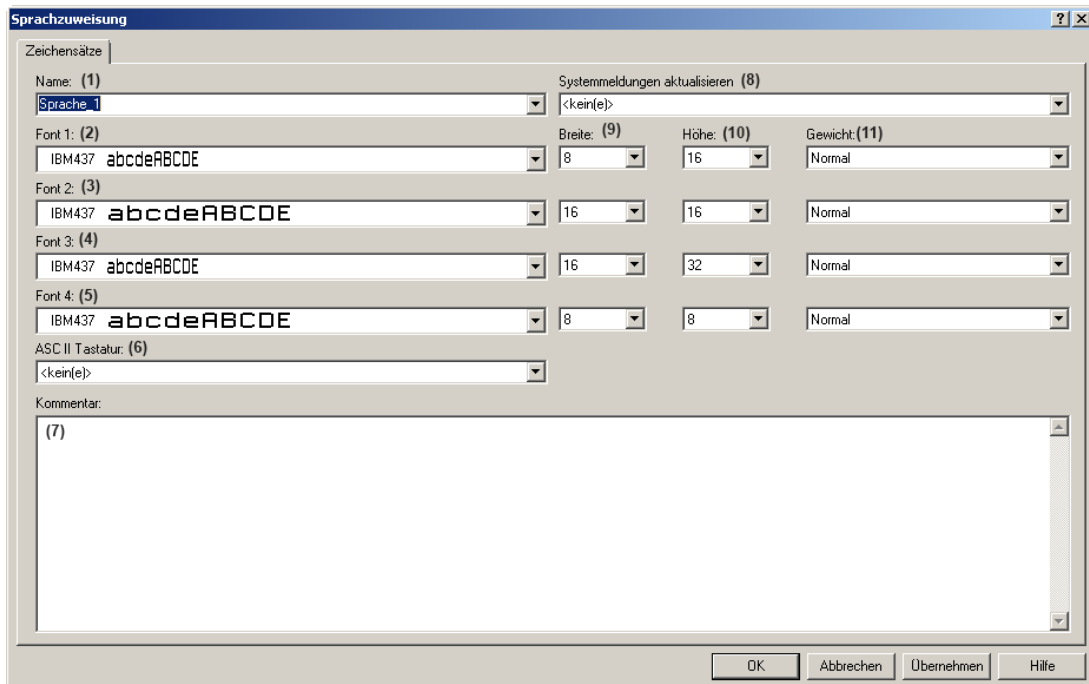 Sprachzuweisung
Zeichensätze
Name: (1)
Systemmeldungen aktualisieren (8)
Sprache_1
<kein(e)>
Font 1: (2)
Breite: (9)
Höhe: (10)
Gewicht: (11)
IBM437 abcdeABCDE
8
16
Normal
Font 2: (3)
IBM437 abcdeABCDE
16
16
Normal
Font 3: (4)
IBM437 abcdeABCDE
16
32
Normal
Font 4: (5)
IBM437 abcdeABCDE
8
8
Normal
ASC II Tastatur: (6)
<kein(e)>
Kommentar:
(7)
OK
Abbrechen
Übernehmen
Hilfe